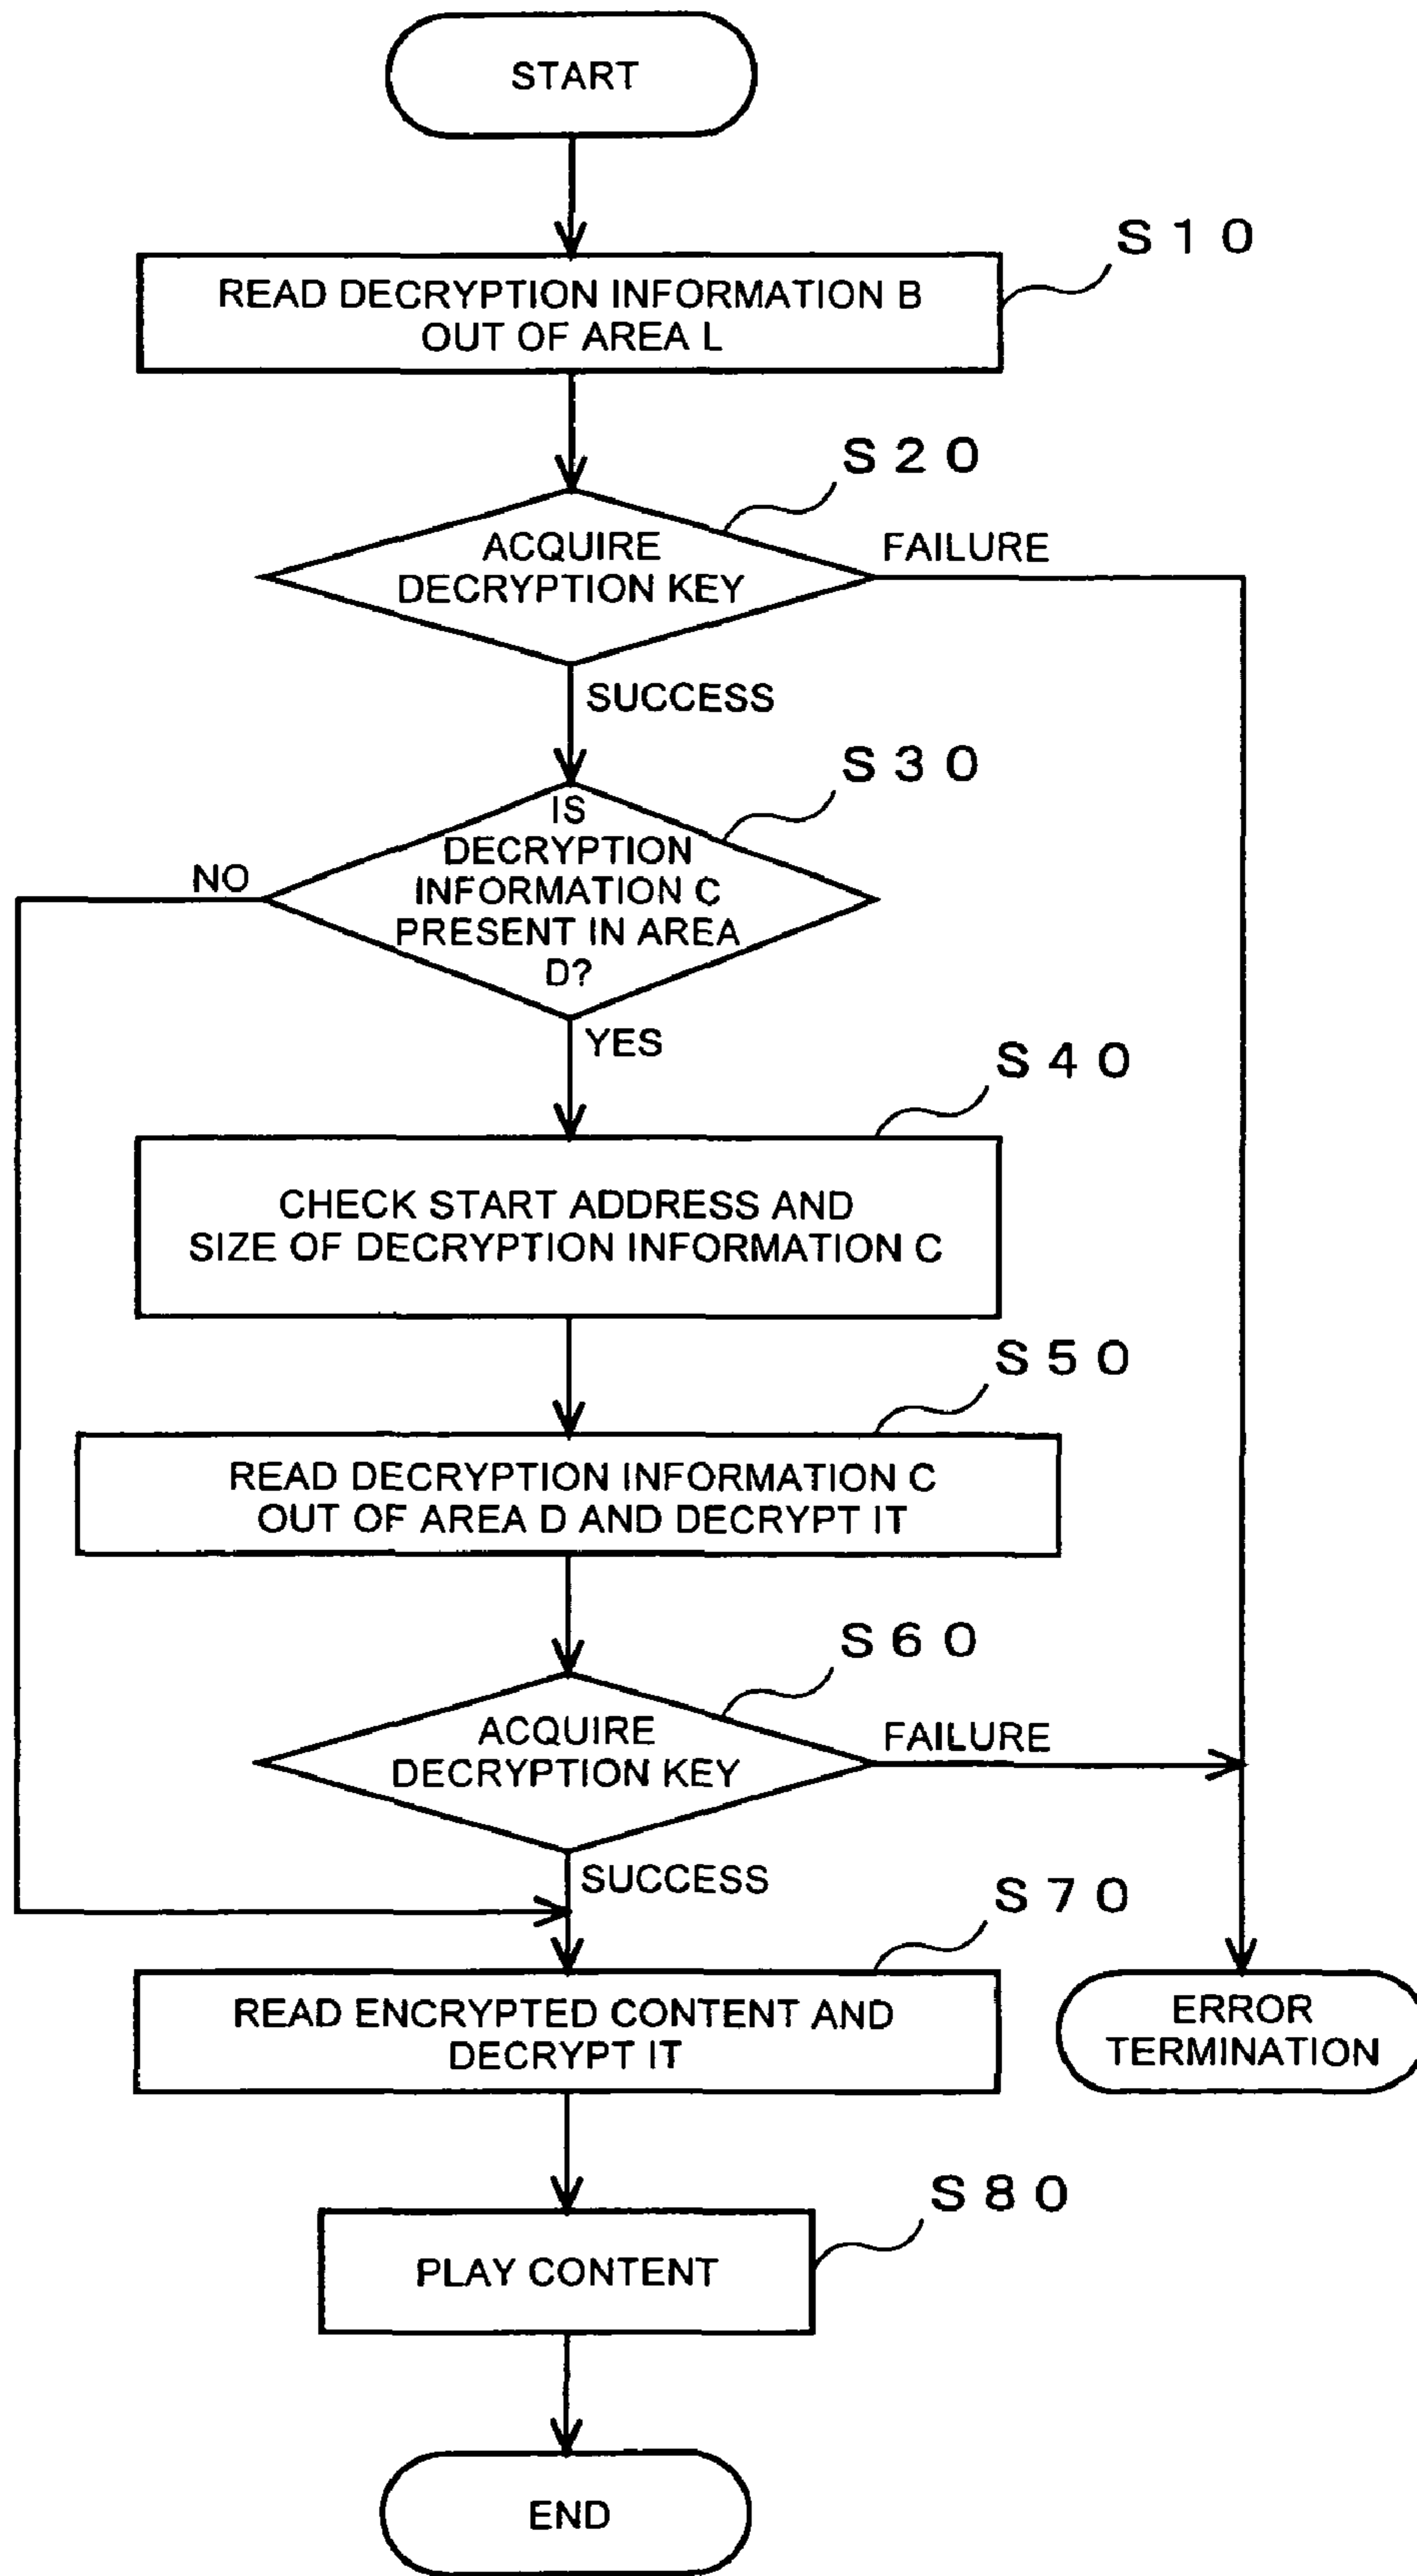 START
S10
READ DECRYPTION INFORMATION B
OUT OF AREA L
S20
ACQUIRE
DECRYPTION KEY
FAILURE
SUCCESS
S30
IS
DECRYPTION
INFORMATION C
PRESENT IN AREA
D?
NO
YES
S40
CHECK START ADDRESS AND
SIZE OF DECRYPTION INFORMATION C
S50
READ DECRYPTION INFORMATION C
OUT OF AREA D AND DECRYPT IT
S60
ACQUIRE
DECRYPTION KEY
FAILURE
SUCCESS
S70
READ ENCRYPTED CONTENT AND
DECRYPT IT
ERROR
TERMINATION
S80
PLAY CONTENT
END